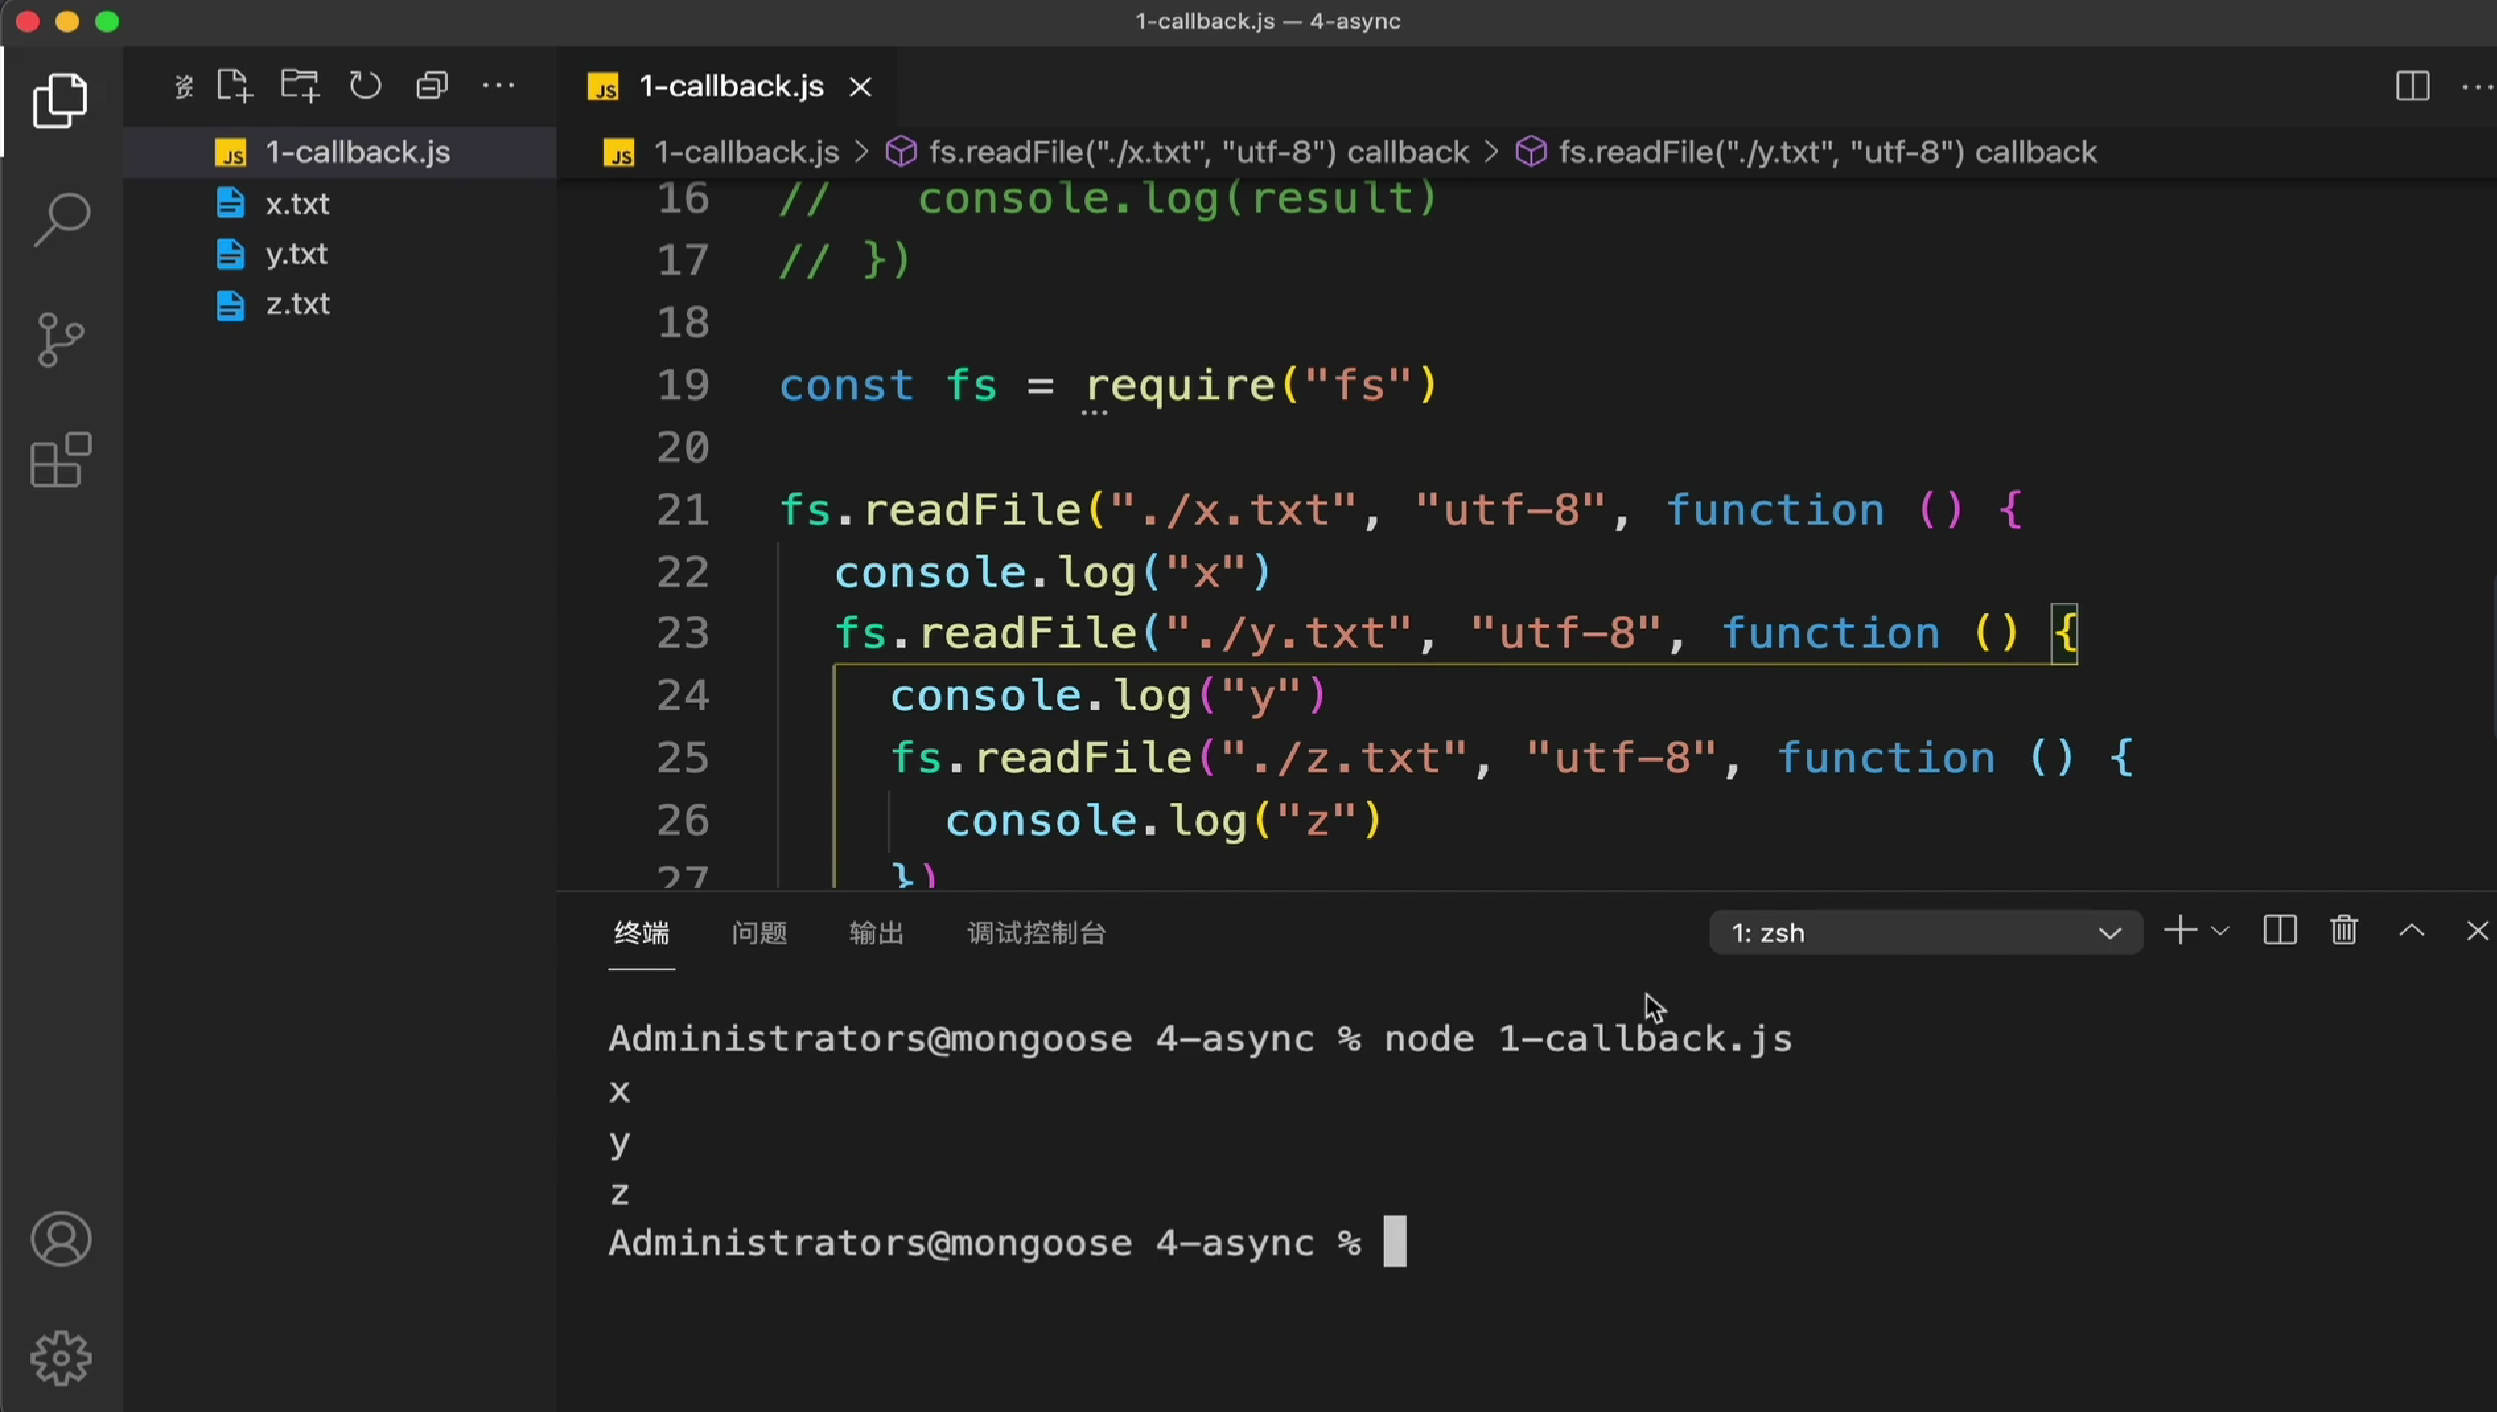 1-callback.js — 4-async
1-callback.js
1-callback.js
x.txt
y.txt
z.txt
1-callback.js > fs.readFile("./x.txt", "utf-8") callback > fs.readFile("./y.txt", "utf-8") callback
16 //   console.log(result)
17 // })
18
19 const fs = require("fs")
20
21 fs.readFile("./x.txt", "utf-8", function () {
22   console.log("x")
23   fs.readFile("./y.txt", "utf-8", function () {
24     console.log("y")
25     fs.readFile("./z.txt", "utf-8", function () {
26       console.log("z")
27     })
终端 问题 输出 调试控制台 1: zsh
Administrators@mongoose 4-async % node 1-callback.js
x
y
z
Administrators@mongoose 4-async %